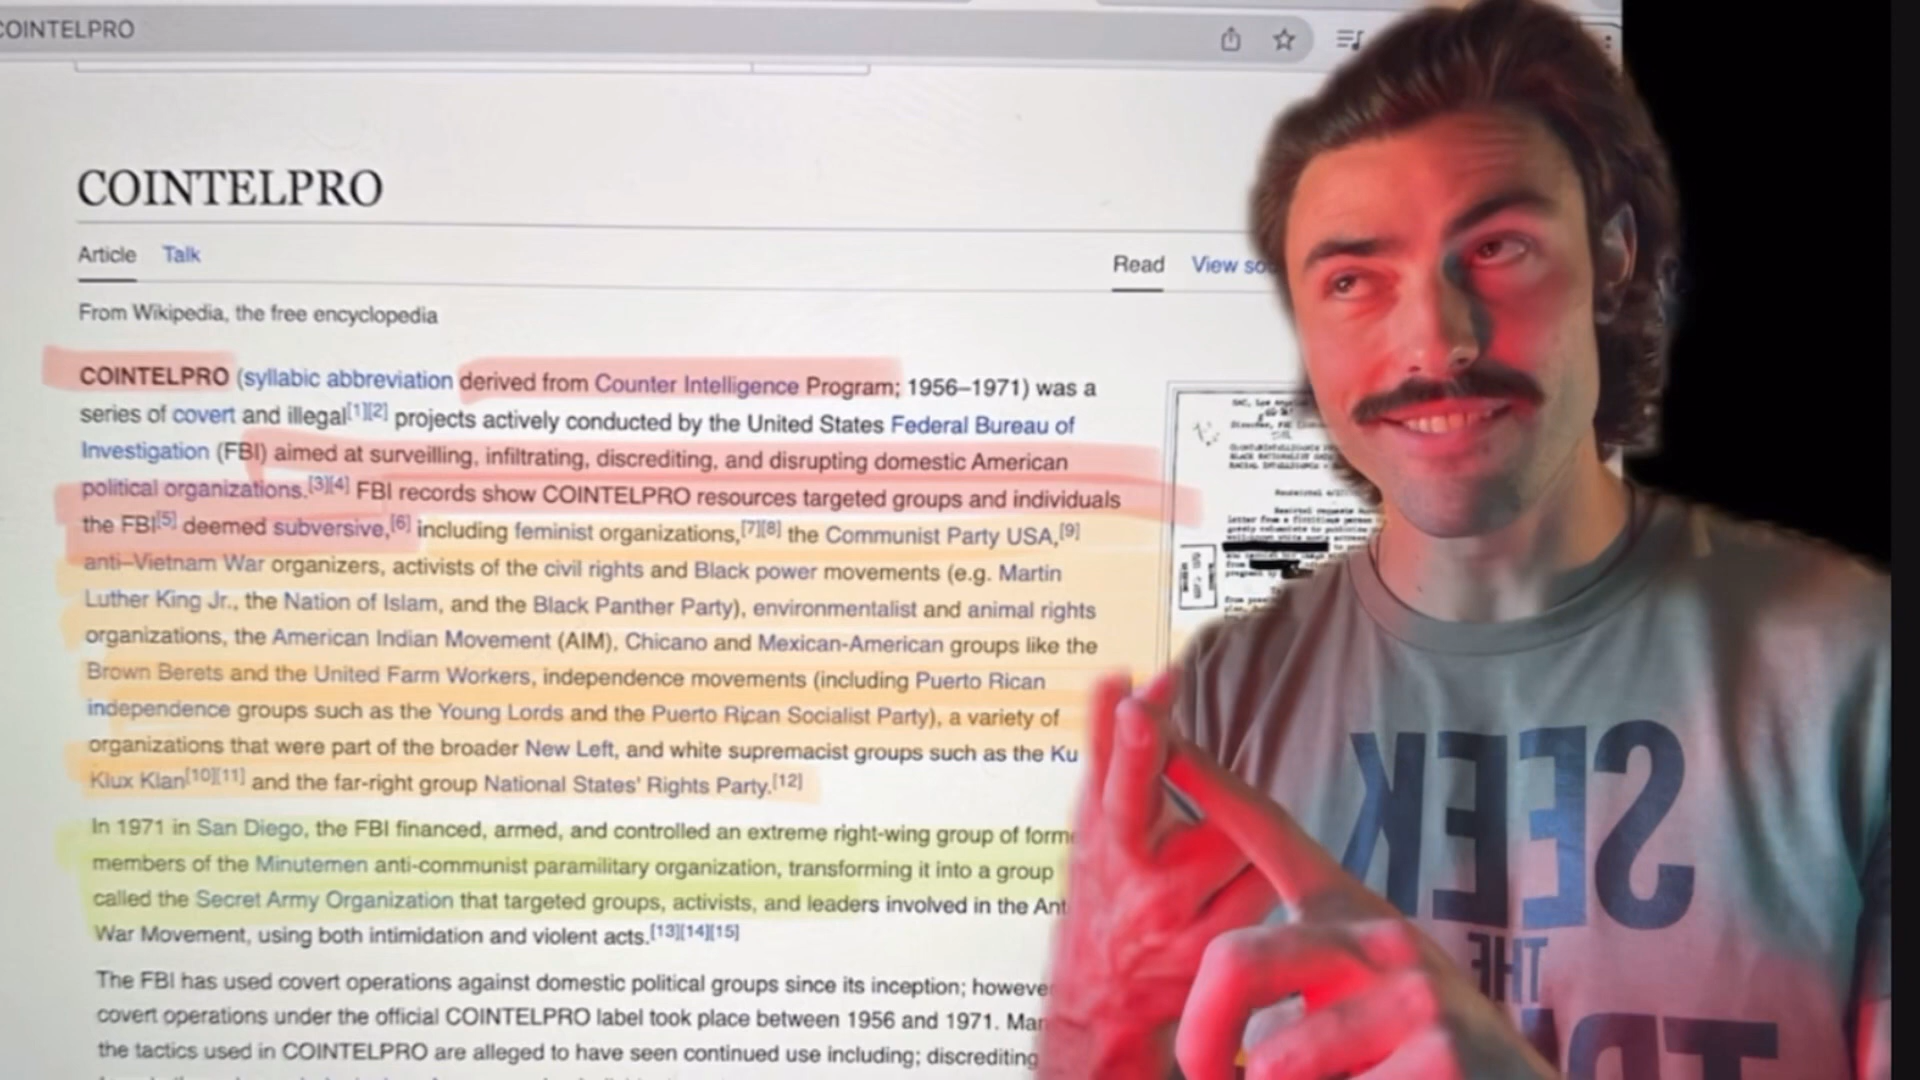 COINTELPRO
COINTELPRO
Article Talk
Read View so
From Wikipedia, the free encyclopedia
COINTELPRO (syllabic abbreviation derived from Counter Intelligence Program; 1956–1971) was a
series of covert and illegal[1][2] projects actively conducted by the United States Federal Bureau of
Investigation (FBI) aimed at surveilling, infiltrating, discrediting, and disrupting domestic American
political organizations.[3][4] FBI records show COINTELPRO resources targeted groups and individuals
the FBI[5] deemed subversive,[6] including feminist organizations,[7][8] the Communist Party USA,[9]
anti–Vietnam War organizers, activists of the civil rights and Black power movements (e.g. Martin
Luther King Jr., the Nation of Islam, and the Black Panther Party), environmentalist and animal rights
organizations, the American Indian Movement (AIM), Chicano and Mexican-American groups like the
Brown Berets and the United Farm Workers, independence movements (including Puerto Rican
independence groups such as the Young Lords and the Puerto Rican Socialist Party), a variety of
organizations that were part of the broader New Left, and white supremacist groups such as the Ku
Klux Klan[10][11] and the far-right group National States' Rights Party.[12]
In 1971 in San Diego, the FBI financed, armed, and controlled an extreme right-wing group of forme
members of the Minutemen anti-communist paramilitary organization, transforming it into a group
called the Secret Army Organization that targeted groups, activists, and leaders involved in the Ant
War Movement, using both intimidation and violent acts.[13][14][15]
The FBI has used covert operations against domestic political groups since its inception; howeve
covert operations under the official COINTELPRO label took place between 1956 and 1971. Mar
the tactics used in COINTELPRO are alleged to have seen continued use including; discrediting
SEEK
THE